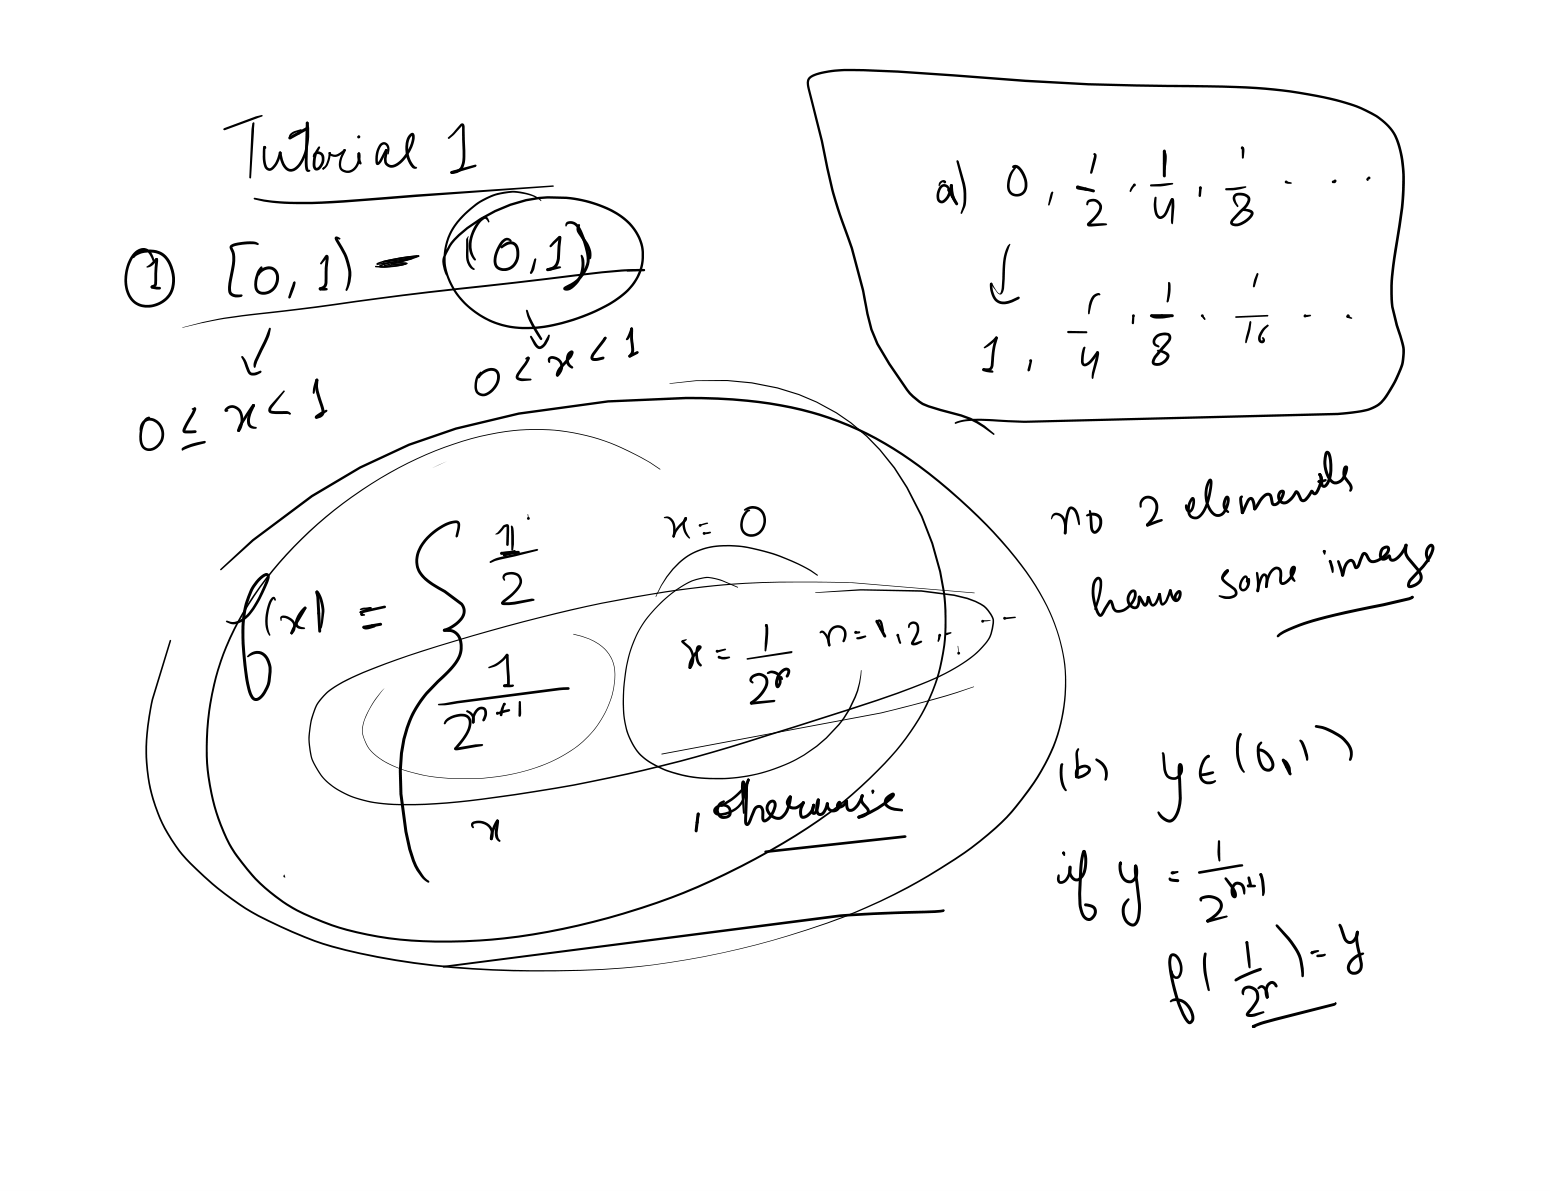 Tutorial 1
① [0,1) - (0,1)
0 ≤ x < 1
0 < x < 1
a) 0, 1/2, 1/4, 1/8 . . . .
↓
1, 1/4, 1/8, 1/16 . . .
f(x) = { 1/2 x = 0
1/2^(n+1) x = 1/2^n n = 1,2, . - -
x , otherwise
no 2 elements
have same image
(b) y ∈ (0,1)
if y = 1/2^(n+1)
f(1/2^n) = y